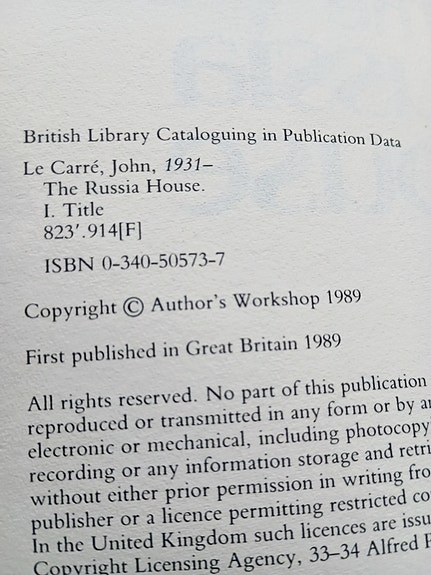 British Library Cataloguing in Publication Data
Le Carré, John, 1931–
The Russia House.
I. Title
823′.914[F]
ISBN 0-340-50573-7
Copyright © Author's Workshop 1989
First published in Great Britain 1989
All rights reserved. No part of this publication
reproduced or transmitted in any form or by
electronic or mechanical, including
recording or any information storage and
without either prior permission in writing
publisher or a licence permitting restricted
In the United Kingdom such licences are
Copyright Licensing Agency, 33–34 Alfred